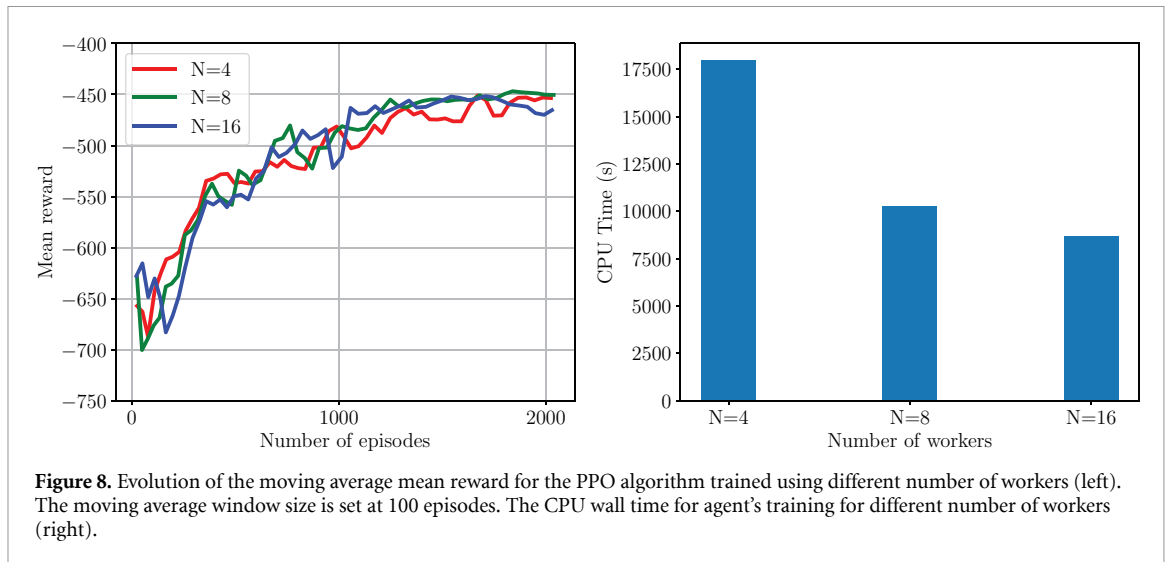 −400
−450
−500
−550
−600
−650
−700
−750
Mean reward
N=4
N=8
N=16
0
1000
2000
Number of episodes
17500
15000
12500
10000
7500
5000
2500
0
CPU Time (s)
N=4
N=8
N=16
Number of workers
Figure 8. Evolution of the moving average mean reward for the PPO algorithm trained using different number of workers (left).
The moving average window size is set at 100 episodes. The CPU wall time for agent’s training for different number of workers
(right).